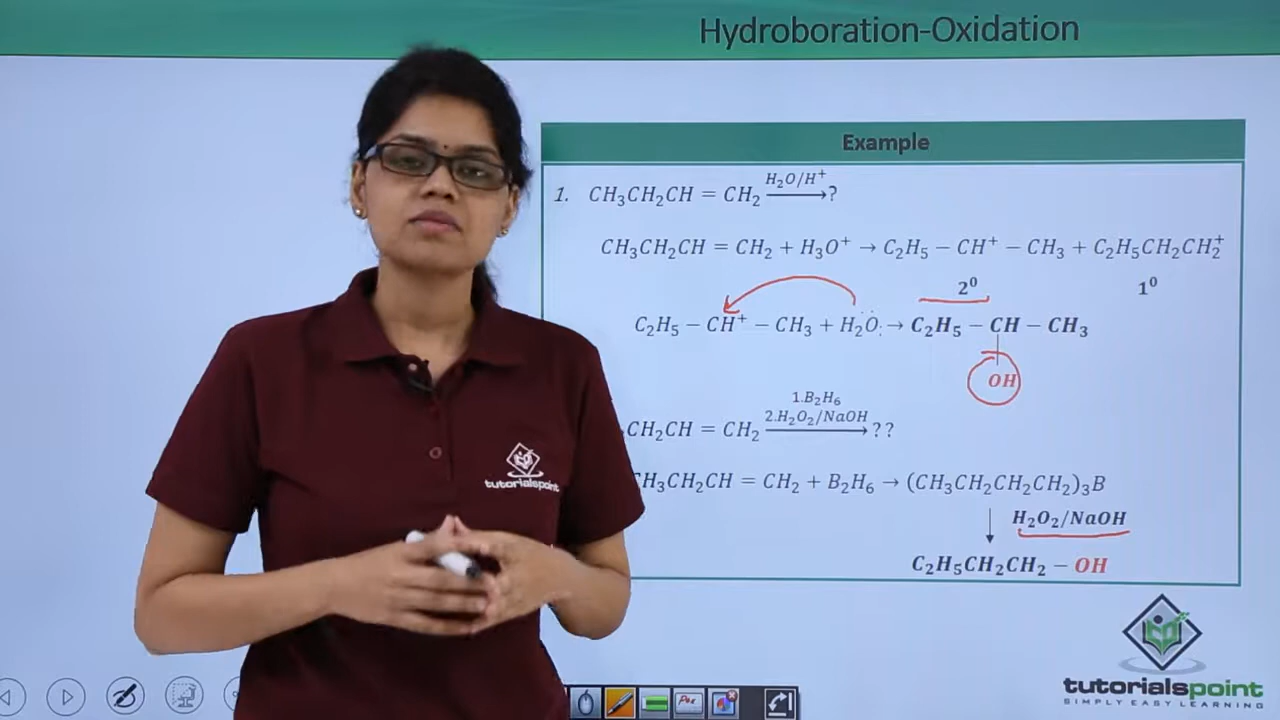 Hydroboration-Oxidation
Example
1. CH₃CH₂CH = CH₂ H₂O/H⁺ → ?
CH₃CH₂CH = CH₂ + H₃O⁺ → C₂H₅ − CH⁺ − CH₃ + C₂H₅CH₂CH₂⁺
2⁰ 1⁰
C₂H₅ − CH⁺ − CH₃ + H₂O: → C₂H₅ − CH − CH₃
OH
1.B₂H₆
2.H₂O₂/NaOH
CH₂CH = CH₂ → ??
H₃CH₂CH = CH₂ + B₂H₆ → (CH₃CH₂CH₂CH₂)₃B
H₂O₂/NaOH
C₂H₅CH₂CH₂ − OH
tutorialspoint
tutorialspoint
SIMPLY EASY LEARNING